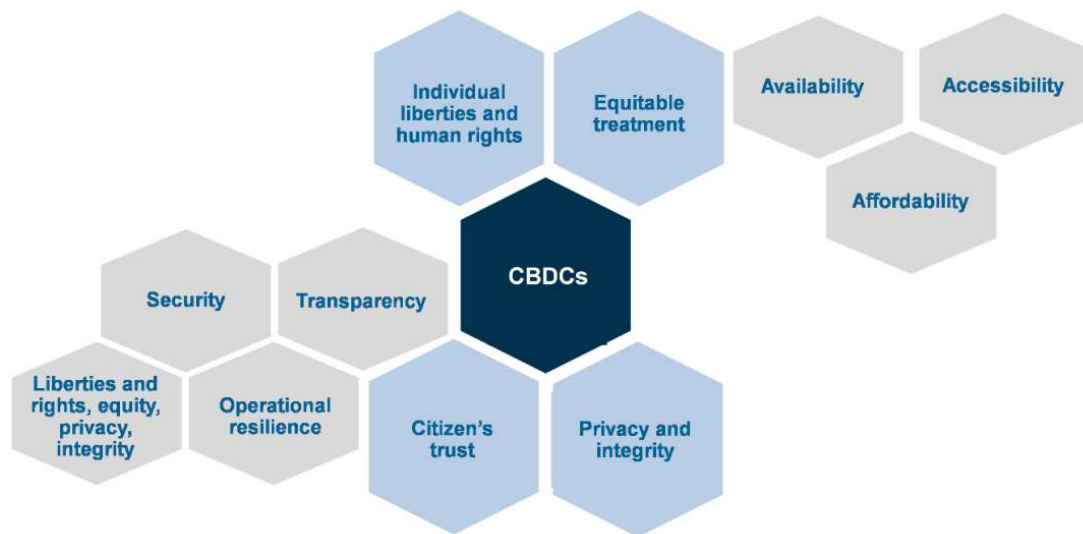 Individual
liberties and
human rights
Equitable
treatment
Availability
Accessibility
Affordability
CBDCs
Security
Transparency
Liberties and
rights, equity,
privacy,
integrity
Operational
resilience
Citizen's
trust
Privacy and
integrity